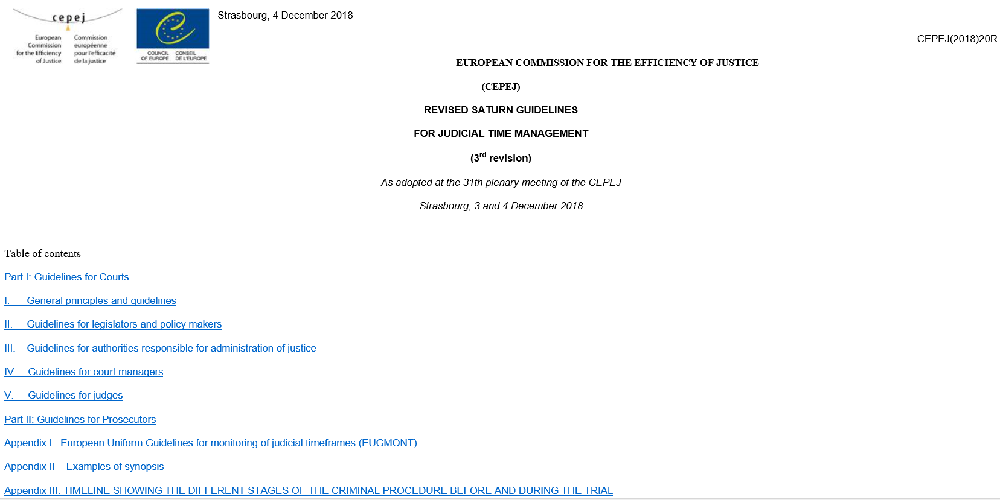 cepej
European Commission
Commission européenne
for the Efficiency pour l'efficacité
of Justice de la justice
COUNCIL CONSEIL
OF EUROPE DE L'EUROPE
Strasbourg, 4 December 2018
CEPEJ(2018)20R
EUROPEAN COMMISSION FOR THE EFFICIENCY OF JUSTICE
(CEPEJ)
REVISED SATURN GUIDELINES
FOR JUDICIAL TIME MANAGEMENT
(3rd revision)
As adopted at the 31th plenary meeting of the CEPEJ
Strasbourg, 3 and 4 December 2018
Table of contents
Part I: Guidelines for Courts
I. General principles and guidelines
II. Guidelines for legislators and policy makers
III. Guidelines for authorities responsible for administration of justice
IV. Guidelines for court managers
V. Guidelines for judges
Part II: Guidelines for Prosecutors
Appendix I : European Uniform Guidelines for monitoring of judicial timeframes (EUGMONT)
Appendix II – Examples of synopsis
Appendix III: TIMELINE SHOWING THE DIFFERENT STAGES OF THE CRIMINAL PROCEDURE BEFORE AND DURING THE TRIAL